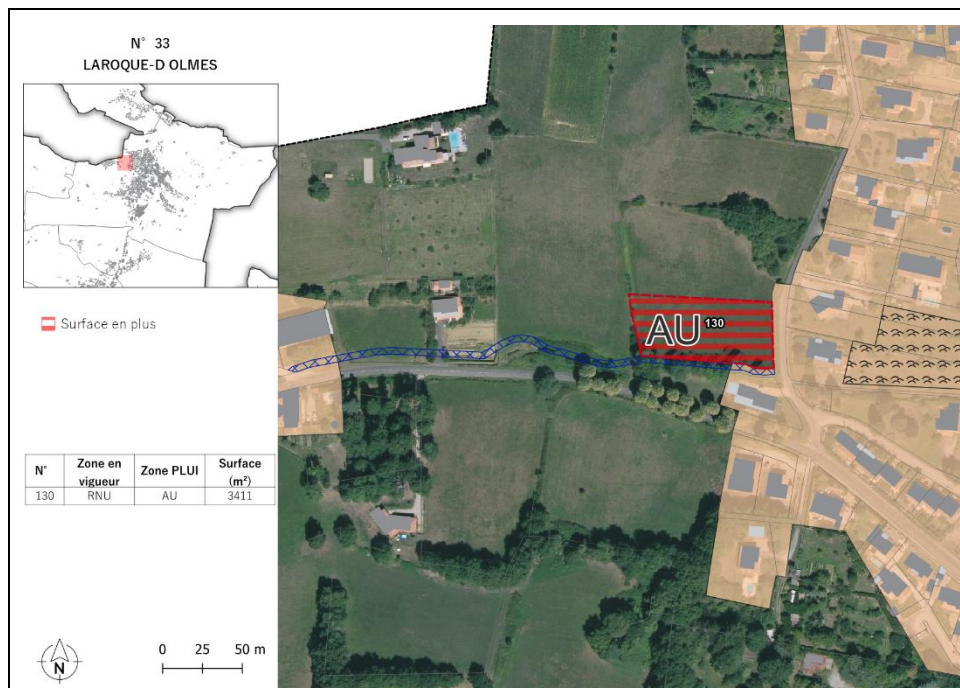 N° 33
LAROQUE-D OLMES
Surface en plus
N° Zone en vigueur Zone PLUI Surface (m²)
130 RNU AU 3411
N
0 25 50 m
AU 130